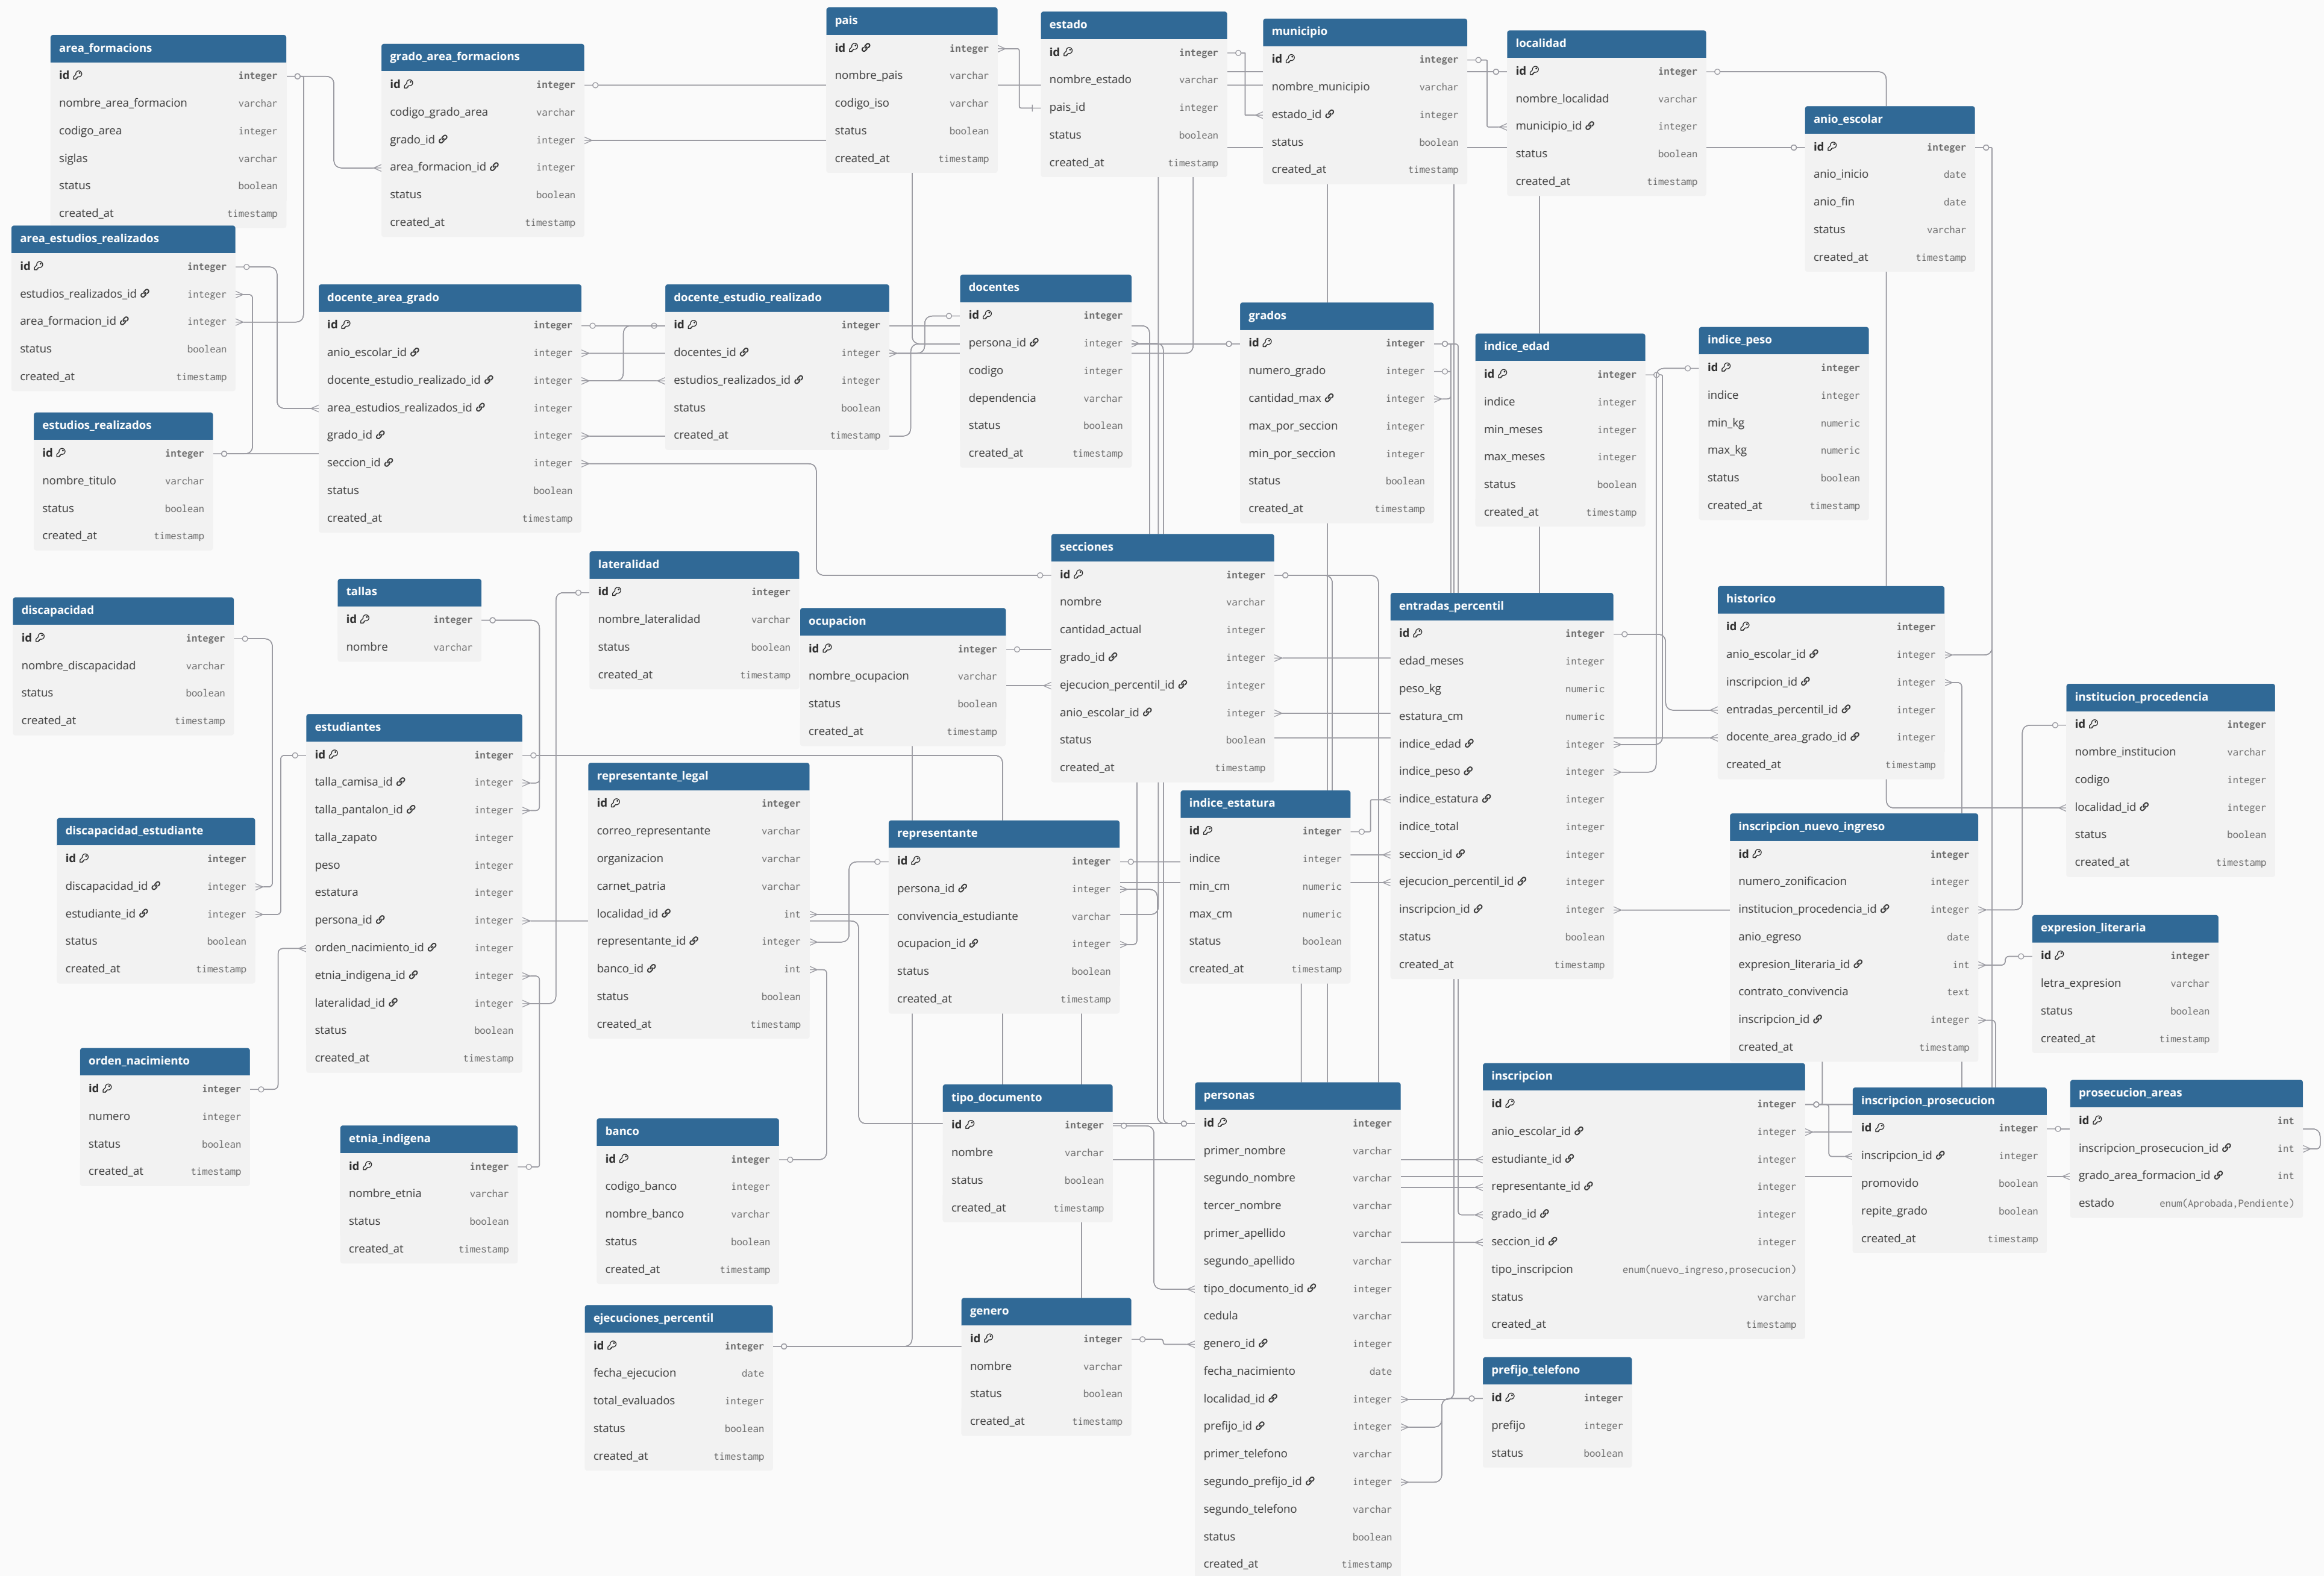 area_formacions
id integer
nombre_area_formacion varchar
codigo_area integer
siglas varchar
status boolean
created_at timestamp
grado_area_formacions
id integer
codigo_grado_area varchar
grado_id integer
area_formacion_id integer
status boolean
created_at timestamp
pais
id integer
nombre_pais varchar
codigo_iso varchar
status boolean
created_at timestamp
estado
id integer
nombre_estado varchar
pais_id integer
status boolean
created_at timestamp
municipio
id integer
nombre_municipio varchar
estado_id integer
status boolean
created_at timestamp
localidad
id integer
nombre_localidad varchar
municipio_id integer
status boolean
created_at timestamp
anio_escolar
id integer
anio_inicio date
anio_fin date
status varchar
created_at timestamp
area_estudios_realizados
id integer
estudios_realizados_id integer
area_formacion_id integer
status boolean
created_at timestamp
docente_area_grado
id integer
anio_escolar_id integer
docente_estudio_realizado_id integer
area_estudios_realizados_id integer
grado_id integer
seccion_id integer
status boolean
created_at timestamp
docente_estudio_realizado
id integer
docentes_id integer
estudios_realizados_id integer
status boolean
created_at timestamp
docentes
id integer
persona_id integer
codigo integer
dependencia varchar
status boolean
created_at timestamp
grados
id integer
numero_grado integer
cantidad_max integer
max_por_seccion integer
min_por_seccion integer
status boolean
created_at timestamp
indice_edad
id integer
indice integer
min_meses integer
max_meses integer
status boolean
created_at timestamp
indice_peso
id integer
indice integer
min_kg numeric
max_kg numeric
status boolean
created_at timestamp
estudios_realizados
id integer
nombre_titulo varchar
status boolean
created_at timestamp
discapacidad
id integer
nombre_discapacidad varchar
status boolean
created_at timestamp
tallas
id integer
nombre varchar
lateralidad
id integer
nombre_lateralidad varchar
status boolean
created_at timestamp
ocupacion
id integer
nombre_ocupacion varchar
status boolean
created_at timestamp
secciones
id integer
nombre varchar
cantidad_actual integer
grado_id integer
ejecucion_percentil_id integer
anio_escolar_id integer
status boolean
created_at timestamp
entradas_percentil
id integer
edad_meses integer
peso_kg numeric
estatura_cm numeric
indice_edad integer
indice_peso integer
indice_estatura integer
indice_total integer
seccion_id integer
ejecucion_percentil_id integer
inscripcion_id integer
status boolean
created_at timestamp
historico
id integer
anio_escolar_id integer
inscripcion_id integer
entradas_percentil_id integer
docente_area_grado_id integer
created_at timestamp
institucion_procedencia
id integer
nombre_institucion varchar
codigo integer
localidad_id integer
status boolean
created_at timestamp
estudiantes
id integer
talla_camisa_id integer
talla_pantalon_id integer
talla_zapato integer
peso integer
estatura integer
persona_id integer
orden_nacimiento_id integer
etnia_indigena_id integer
lateralidad_id integer
status boolean
created_at timestamp
discapacidad_estudiante
id integer
discapacidad_id integer
estudiante_id integer
status boolean
created_at timestamp
representante_legal
id integer
correo_representante varchar
organizacion varchar
carnet_patria varchar
localidad_id int
representante_id integer
banco_id int
status boolean
created_at timestamp
representante
id integer
persona_id integer
convivencia_estudiante varchar
ocupacion_id integer
status boolean
created_at timestamp
indice_estatura
id integer
indice integer
min_cm numeric
max_cm numeric
status boolean
created_at timestamp
inscripcion_nuevo_ingreso
id integer
numero_zonificacion integer
institucion_procedencia_id integer
anio_egreso date
expresion_literaria_id int
contrato_convivencia text
inscripcion_id integer
created_at timestamp
expresion_literaria
id integer
letra_expresion varchar
status boolean
created_at timestamp
orden_nacimiento
id integer
numero integer
status boolean
created_at timestamp
etnia_indigena
id integer
nombre_etnia varchar
status boolean
created_at timestamp
banco
id integer
codigo_banco integer
nombre_banco varchar
status boolean
created_at timestamp
tipo_documento
id integer
nombre varchar
status boolean
created_at timestamp
personas
id integer
primer_nombre varchar
segundo_nombre varchar
tercer_nombre varchar
primer_apellido varchar
segundo_apellido varchar
tipo_documento_id integer
cedula varchar
genero_id integer
fecha_nacimiento date
localidad_id integer
prefijo_id integer
primer_telefono varchar
segundo_prefijo_id integer
segundo_telefono varchar
status boolean
created_at timestamp
inscripcion
id integer
anio_escolar_id integer
estudiante_id integer
representante_id integer
grado_id integer
seccion_id integer
tipo_inscripcion enum(nuevo_ingreso,prosecucion)
status varchar
created_at timestamp
inscripcion_prosecucion
id integer
inscripcion_id integer
promovido boolean
repite_grado boolean
created_at timestamp
prosecucion_areas
id int
inscripcion_prosecucion_id int
grado_area_formacion_id int
estado enum(Aprobada,Pendiente)
ejecuciones_percentil
id integer
fecha_ejecucion date
total_evaluados integer
status boolean
created_at timestamp
genero
id integer
nombre varchar
status boolean
created_at timestamp
prefijo_telefono
id integer
prefijo integer
status boolean